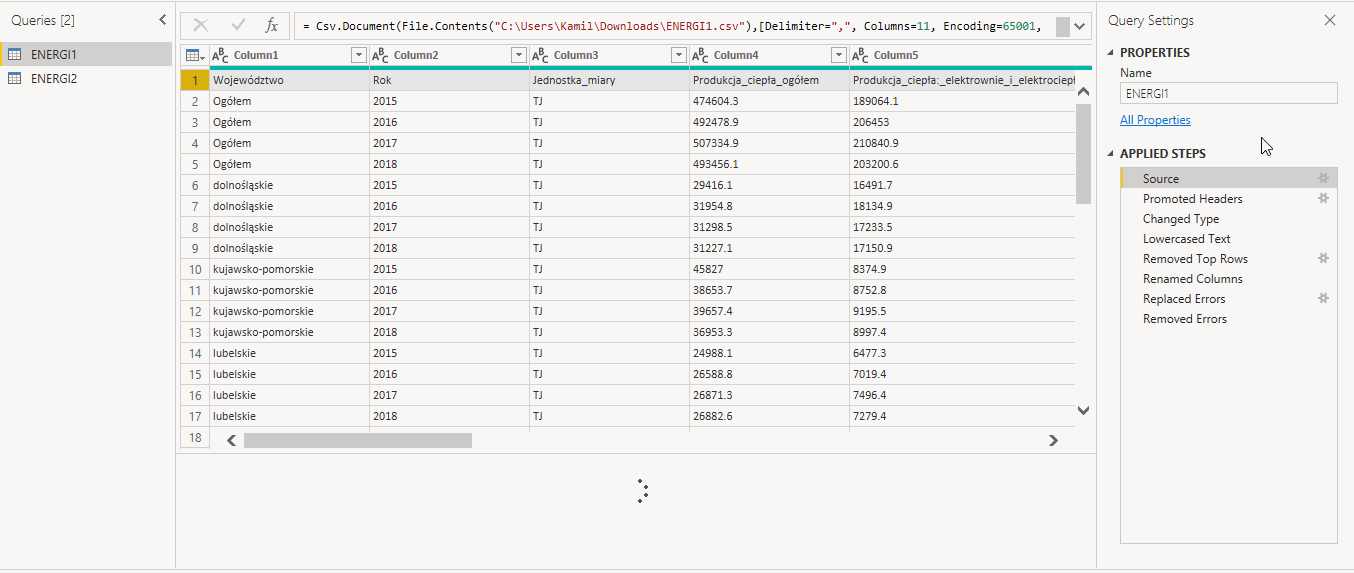 Queries [2]
ENERGI1
ENERGI2
fx = Csv.Document(File.Contents("C:\Users\Kamil\Downloads\ENERGI1.csv"),[Delimiter=",", Columns=11, Encoding=65001,
ABC Column1 ABC Column2 ABC Column3 ABC Column4 ABC Column5
1 Województwo Rok Jednostka_miary Produkcja_ciepła_ogółem Produkcja_ciepła:_elektrownie_i_elektrociepł
2 Ogółem 2015 TJ 474604.3 189064.1
3 Ogółem 2016 TJ 492478.9 206453
4 Ogółem 2017 TJ 507334.9 210840.9
5 Ogółem 2018 TJ 493456.1 203200.6
6 dolnośląskie 2015 TJ 29416.1 16491.7
7 dolnośląskie 2016 TJ 31954.8 18134.9
8 dolnośląskie 2017 TJ 31298.5 17233.5
9 dolnośląskie 2018 TJ 31227.1 17150.9
10 kujawsko-pomorskie 2015 TJ 45827 8374.9
11 kujawsko-pomorskie 2016 TJ 38653.7 8752.8
12 kujawsko-pomorskie 2017 TJ 39657.4 9195.5
13 kujawsko-pomorskie 2018 TJ 36953.3 8997.4
14 lubelskie 2015 TJ 24988.1 6477.3
15 lubelskie 2016 TJ 26588.8 7019.4
16 lubelskie 2017 TJ 26871.3 7496.4
17 lubelskie 2018 TJ 26882.6 7279.4
18
Query Settings
PROPERTIES
Name
ENERGI1
All Properties
APPLIED STEPS
Source
Promoted Headers
Changed Type
Lowercased Text
Removed Top Rows
Renamed Columns
Replaced Errors
Removed Errors